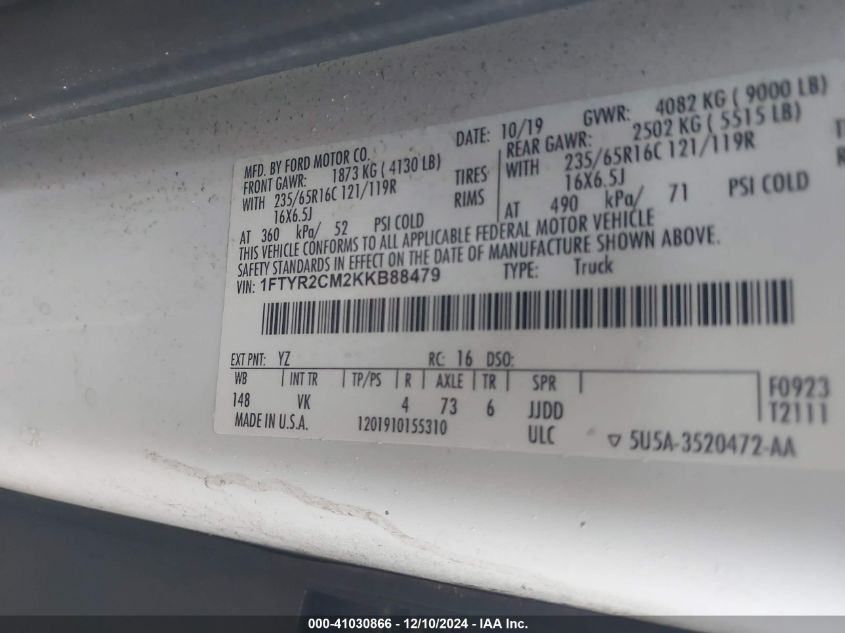 MFD. BY FORD MOTOR CO. DATE: 10/19 GVWR: 4082 KG ( 9000 LB)
FRONT GAWR: 1873 KG ( 4130 LB) REAR GAWR: 2502 KG ( 5515 LB)
WITH 235/65R16C 121/119R TIRES WITH 235/65R16C 121/119R
16X6.5J RIMS 16X6.5J
AT 360 kPa/ 52 PSI COLD AT 490 kPa/ 71 PSI COLD
THIS VEHICLE CONFORMS TO ALL APPLICABLE FEDERAL MOTOR VEHICLE
SAFETY STANDARDS IN EFFECT ON THE DATE OF MANUFACTURE SHOWN ABOVE.
VIN: 1FTYR2CM2KKB88479 TYPE: Truck
EXT PNT: YZ RC: 16 DSO:
WB INT TR TP/PS R AXLE TR SPR F0923
148 VK 4 73 6 JJDD T2111
MADE IN U.S.A. 1201910155310 ULC 5U5A-3520472-AA
000-41030866 - 12/10/2024 - IAA Inc.